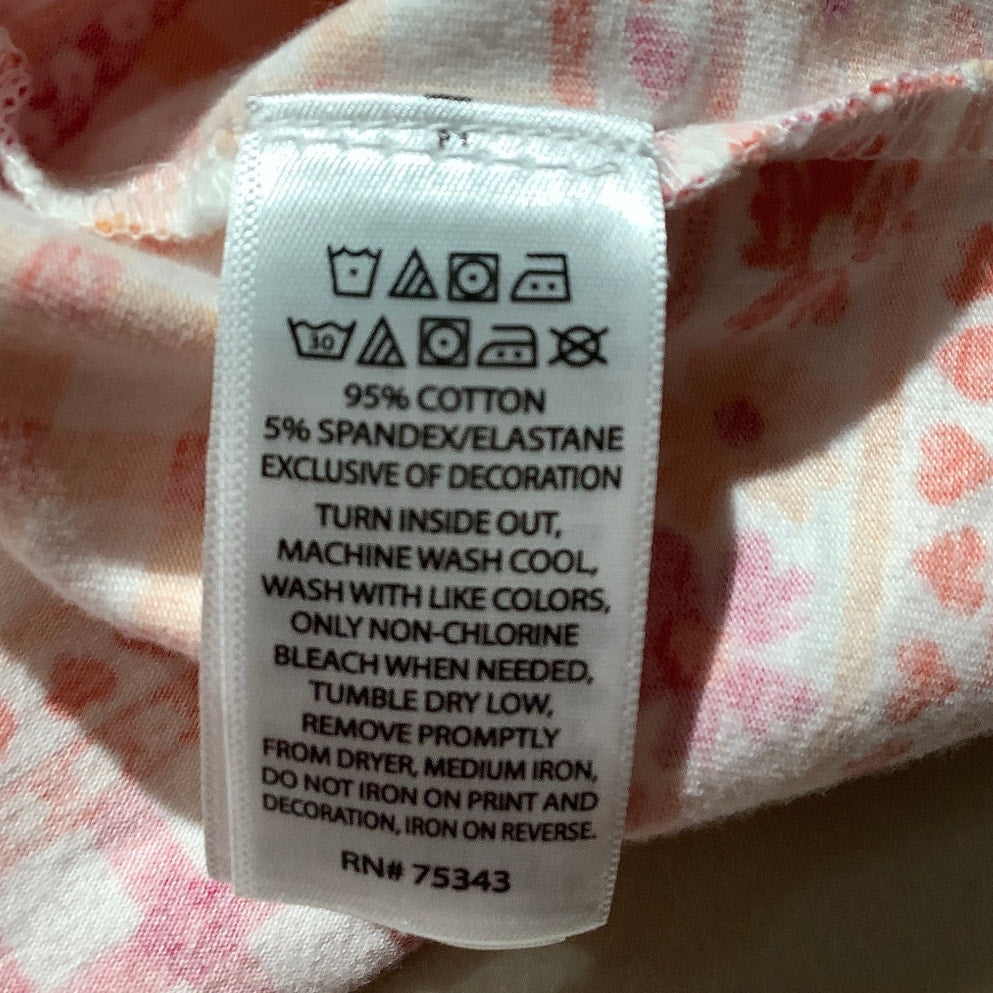 30
95% COTTON
5% SPANDEX/ELASTANE
EXCLUSIVE OF DECORATION
TURN INSIDE OUT,
MACHINE WASH COOL,
WASH WITH LIKE COLORS,
ONLY NON-CHLORINE
BLEACH WHEN NEEDED,
TUMBLE DRY LOW,
REMOVE PROMPTLY
FROM DRYER, MEDIUM IRON,
DO NOT IRON ON PRINT AND
DECORATION, IRON ON REVERSE.
RN# 75343